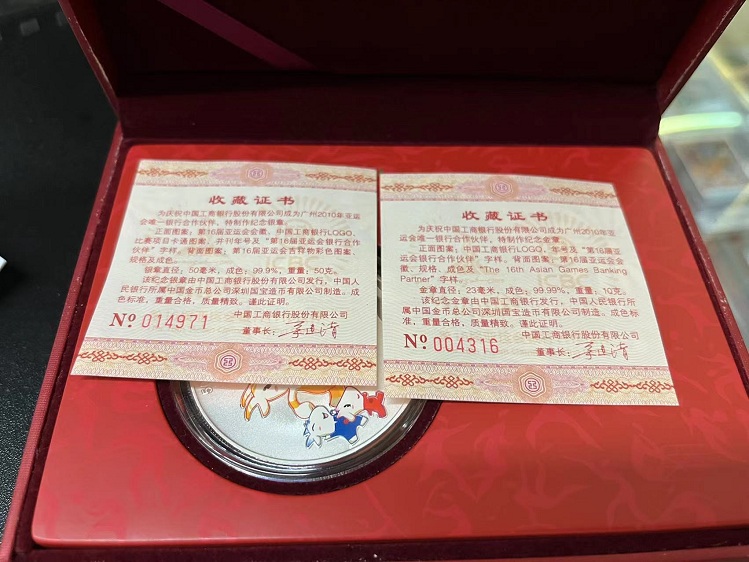 收藏证书
为庆祝中国工商银行股份有限公司成为广州2010年亚运
会唯一银行合作伙伴，特制作纪念银章。
正面图案：第16届亚运会会徽，中国工商银行LOGO、
比赛项目卡通图案，并刊年号及“第16届亚运会银行合作
伙伴”字样。背面图案：第16届亚运会吉祥物彩色图案、
规格及成色。
银章直径：50毫米，成色：99.9%，重量：50克。
该纪念银章由中国工商银行发行，中国人
民银行所属中国金币总公司深圳国宝造币有限公司制造。成
色标准，重量合格，质量精致。谨此证明。
中国工商银行股份有限公司
Nº 014971
董事长：
收藏证书
为庆祝中国工商银行股份有限公司成为广州2010年亚
运会唯一银行合作伙伴，特制作纪念金章。
正面图案：中国工商银行LOGO、年号及“第16届亚
运会银行合作伙伴”字样。背面图案：第16届亚运会会
徽、规格、成色及“The 16th Asian Games Banking
Partner”字样。
金章直径：23毫米，成色：99.99%，重量：10克。
该纪念金章由中国工商银行发行，中国人民银行所
属中国金币总公司深圳国宝造币有限公司制造。成色
标准，重量合格，质量精致。谨此证明。
中国工商银行股份有限公司
Nº 004316
董事长：